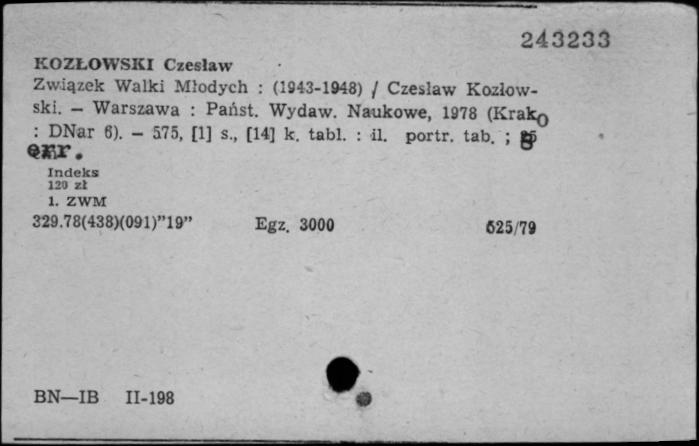 243233
KOZŁOWSKI Czesław
Związek Walki Młodych : (1943-1948) / Czesław Kozłow-
ski. — Warszawa : Państ. Wydaw. Naukowe, 1978 (Krako
: DNar 6). — 575, [1] s., [14] k. tabl. : il. portr. tab. ;
Indeks
120 zł
1. ZWM
329.78(438)(091)"19" Egz. 3000 625/79
BN—IB II-198